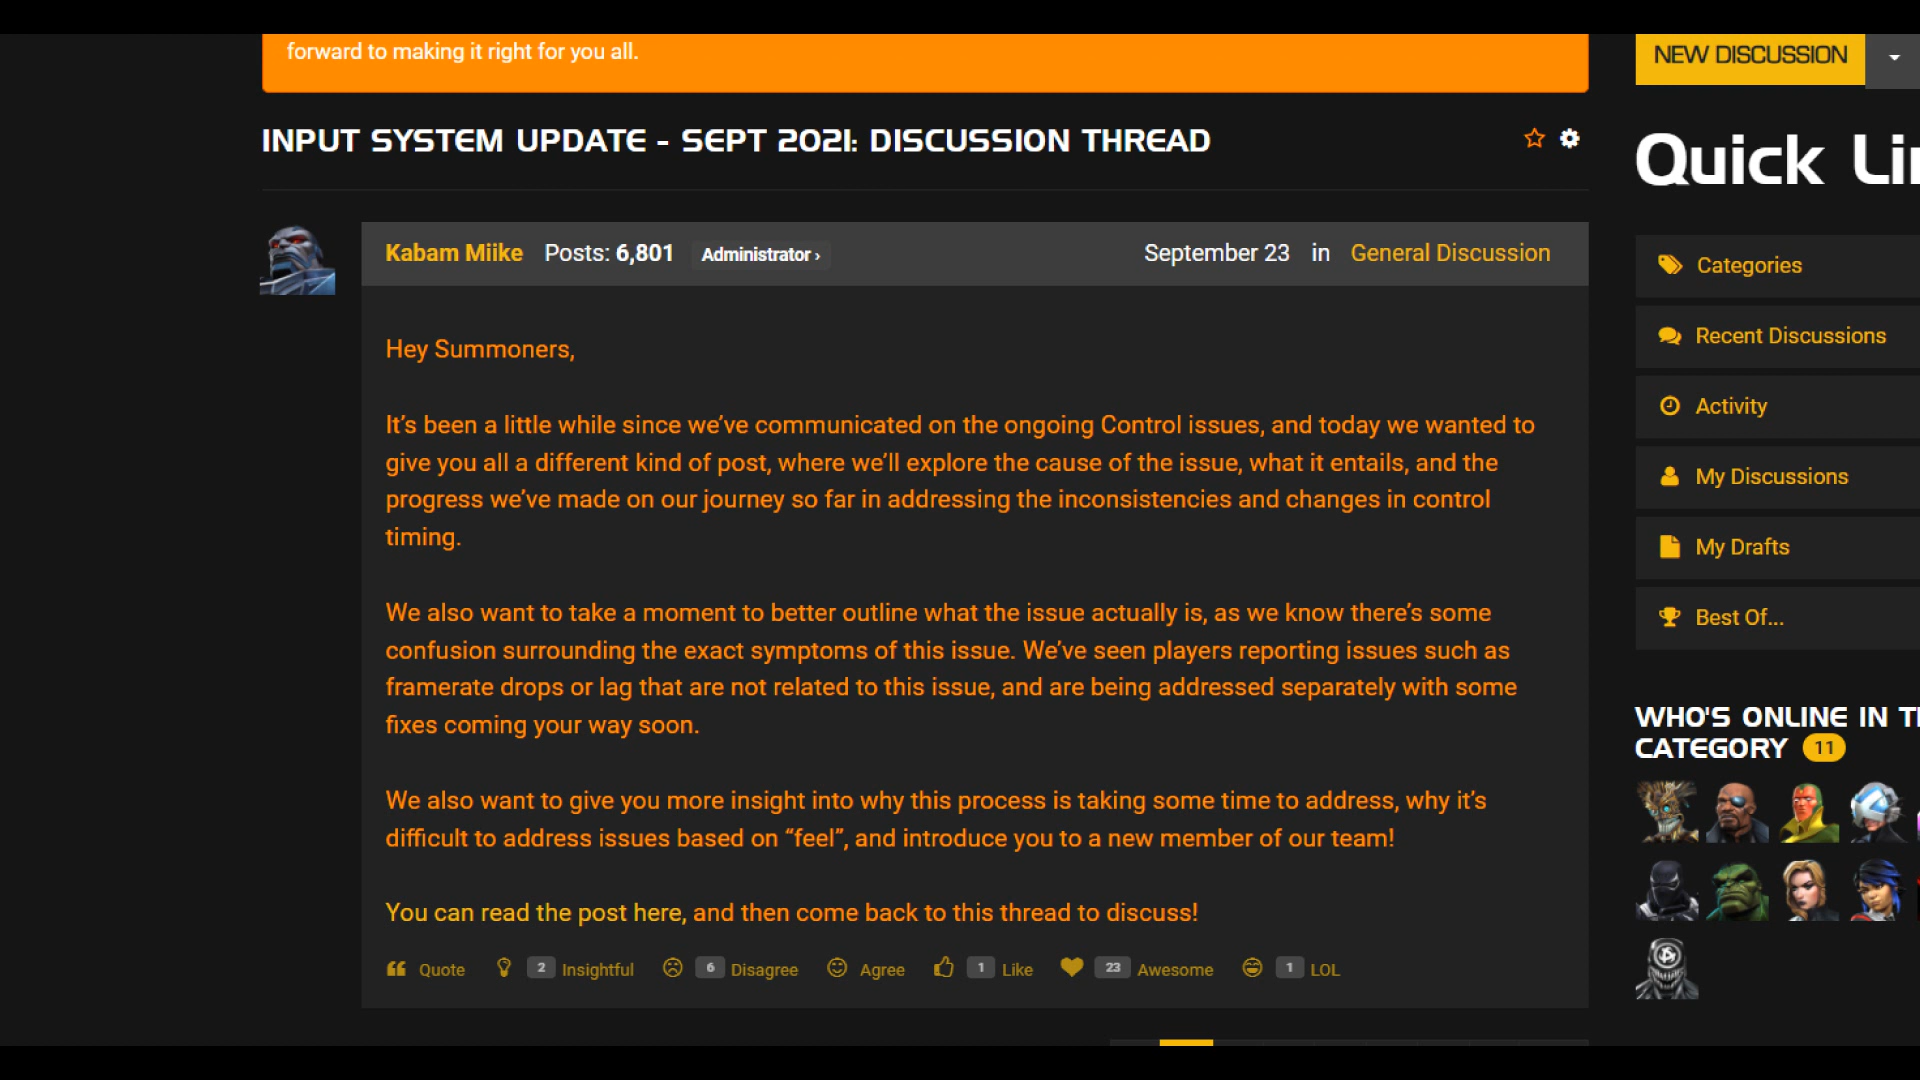 forward to making it right for you all.
NEW DISCUSSION
INPUT SYSTEM UPDATE - SEPT 2021: DISCUSSION THREAD
Quick
Kabam Miike Posts: 6,801 Administrator › September 23 in General Discussion
Hey Summoners,
It’s been a little while since we’ve communicated on the ongoing Control issues, and today we wanted to
give you all a different kind of post, where we’ll explore the cause of the issue, what it entails, and the
progress we’ve made on our journey so far in addressing the inconsistencies and changes in control
timing.
We also want to take a moment to better outline what the issue actually is, as we know there’s some
confusion surrounding the exact symptoms of this issue. We’ve seen players reporting issues such as
framerate drops or lag that are not related to this issue, and are being addressed separately with some
fixes coming your way soon.
We also want to give you more insight into why this process is taking some time to address, why it’s
difficult to address issues based on “feel”, and introduce you to a new member of our team!
You can read the post here, and then come back to this thread to discuss!
Quote 2 Insightful 6 Disagree Agree 1 Like 23 Awesome 1 LOL
Categories
Recent Discussions
Activity
My Discussions
My Drafts
Best Of...
WHO'S ONLINE IN
CATEGORY 11